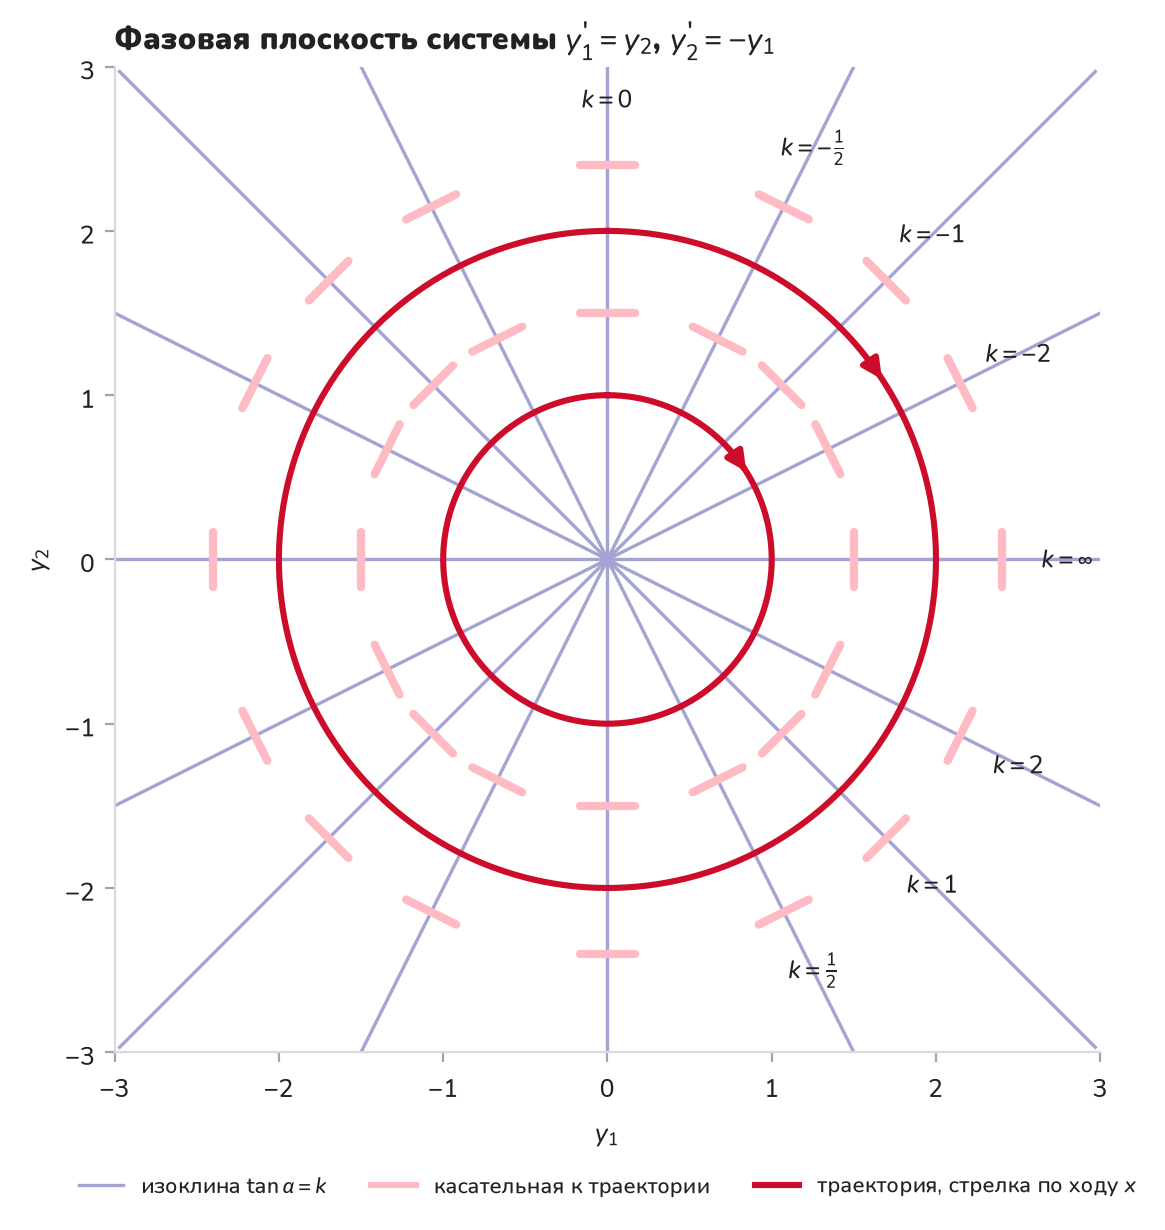 Фазовая плоскость системы y₁' = y₂, y₂' = −y₁
3
k = 0
k = −1/2
2
k = −1
k = −2
1
y₂
0
k = ∞
−1
k = 2
−2
k = 1
k = 1/2
−3
−3 −2 −1 0 1 2 3
y₁
изоклина tan α = k касательная к траектории траектория, стрелка по ходу x